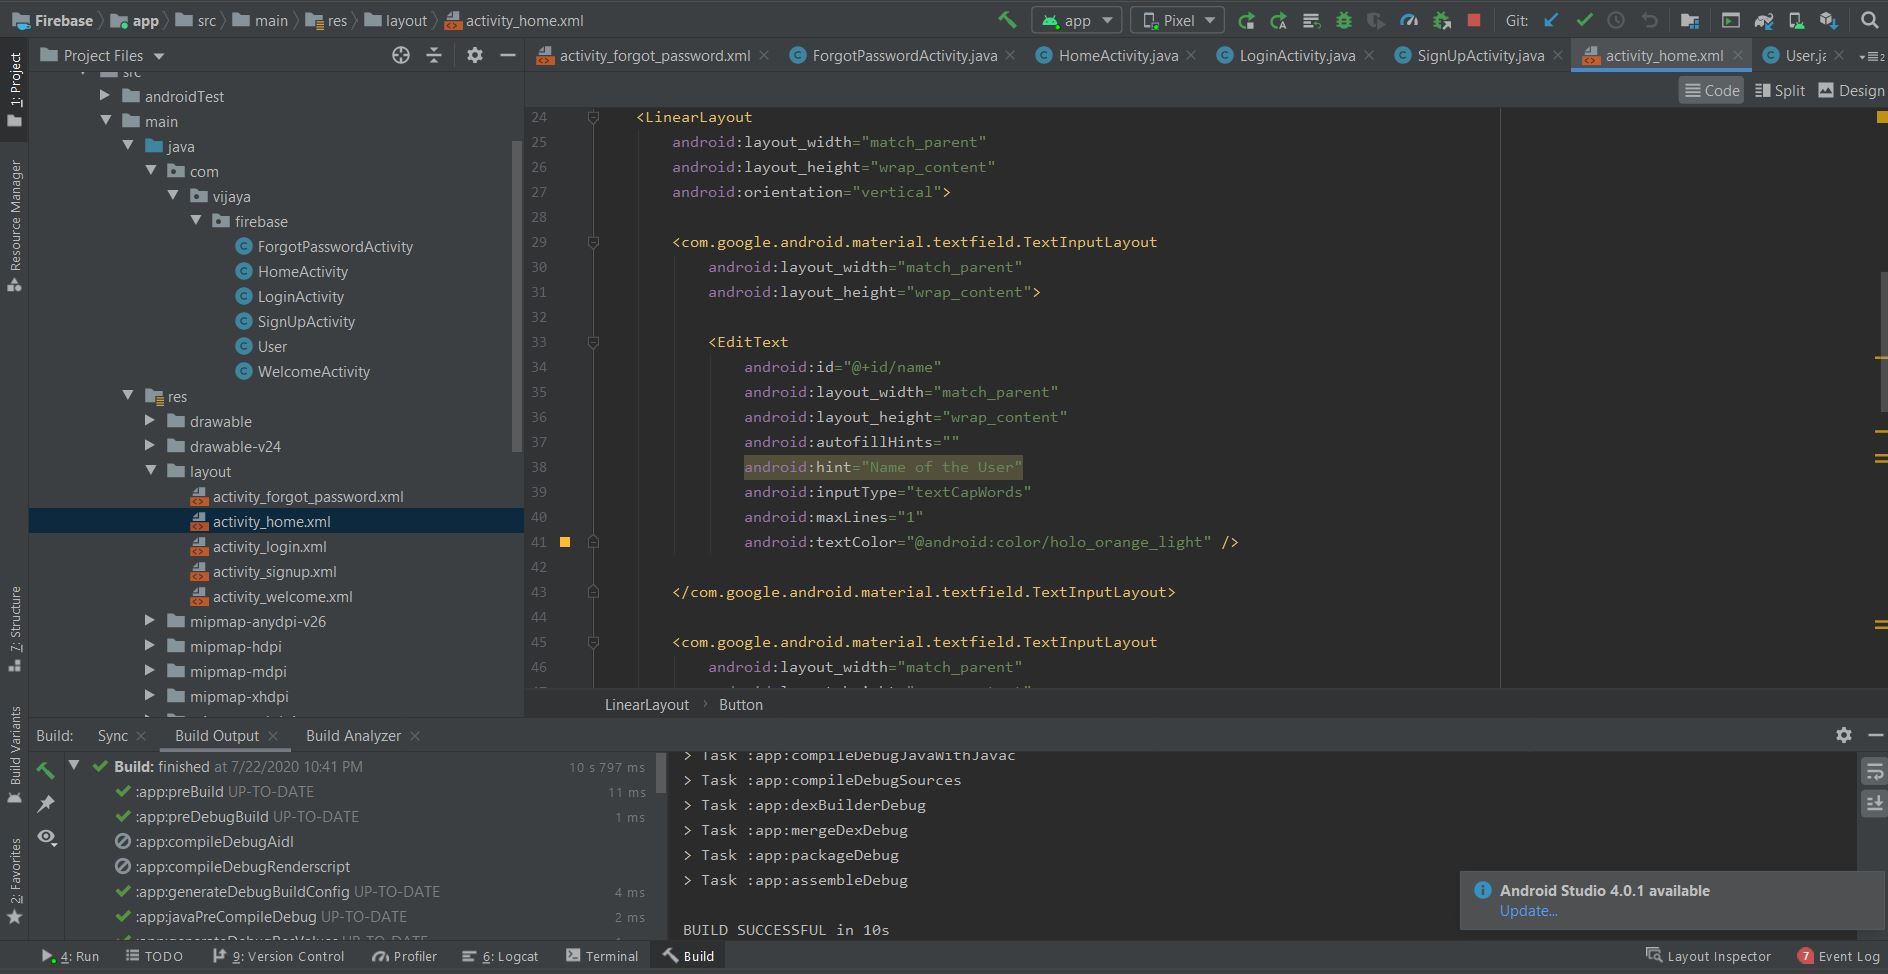 Firebase app src main res layout activity_home.xml
app Pixel Git:
1: Project
Resource Manager
7: Structure
Build Variants
2: Favorites
Project Files
activity_forgot_password.xml ForgotPasswordActivity.java HomeActivity.java LoginActivity.java SignUpActivity.java activity_home.xml User.ja
Code Split Design
src
androidTest
main
java
com
vijaya
firebase
ForgotPasswordActivity
HomeActivity
LoginActivity
SignUpActivity
User
WelcomeActivity
res
drawable
drawable-v24
layout
activity_forgot_password.xml
activity_home.xml
activity_login.xml
activity_signup.xml
activity_welcome.xml
mipmap-anydpi-v26
mipmap-hdpi
mipmap-mdpi
mipmap-xhdpi
24 <LinearLayout
25 android:layout_width="match_parent"
26 android:layout_height="wrap_content"
27 android:orientation="vertical">
28
29 <com.google.android.material.textfield.TextInputLayout
30 android:layout_width="match_parent"
31 android:layout_height="wrap_content">
32
33 <EditText
34 android:id="@+id/name"
35 android:layout_width="match_parent"
36 android:layout_height="wrap_content"
37 android:autofillHints=""
38 android:hint="Name of the User"
39 android:inputType="textCapWords"
40 android:maxLines="1"
41 android:textColor="@android:color/holo_orange_light" />
42
43 </com.google.android.material.textfield.TextInputLayout>
44
45 <com.google.android.material.textfield.TextInputLayout
46 android:layout_width="match_parent"
LinearLayout › Button
Build: Sync Build Output Build Analyzer
Build: finished at 7/22/2020 10:41 PM 10 s 797 ms
:app:preBuild UP-TO-DATE 11 ms
:app:preDebugBuild UP-TO-DATE 1 ms
:app:compileDebugAidl
:app:compileDebugRenderscript
:app:generateDebugBuildConfig UP-TO-DATE 4 ms
:app:javaPreCompileDebug UP-TO-DATE 2 ms
> Task :app:compileDebugJavaWithJavac
> Task :app:compileDebugSources
> Task :app:dexBuilderDebug
> Task :app:mergeDexDebug
> Task :app:packageDebug
> Task :app:assembleDebug
BUILD SUCCESSFUL in 10s
Android Studio 4.0.1 available
Update...
4: Run TODO 9: Version Control Profiler 6: Logcat Terminal Build Layout Inspector 7 Event Log